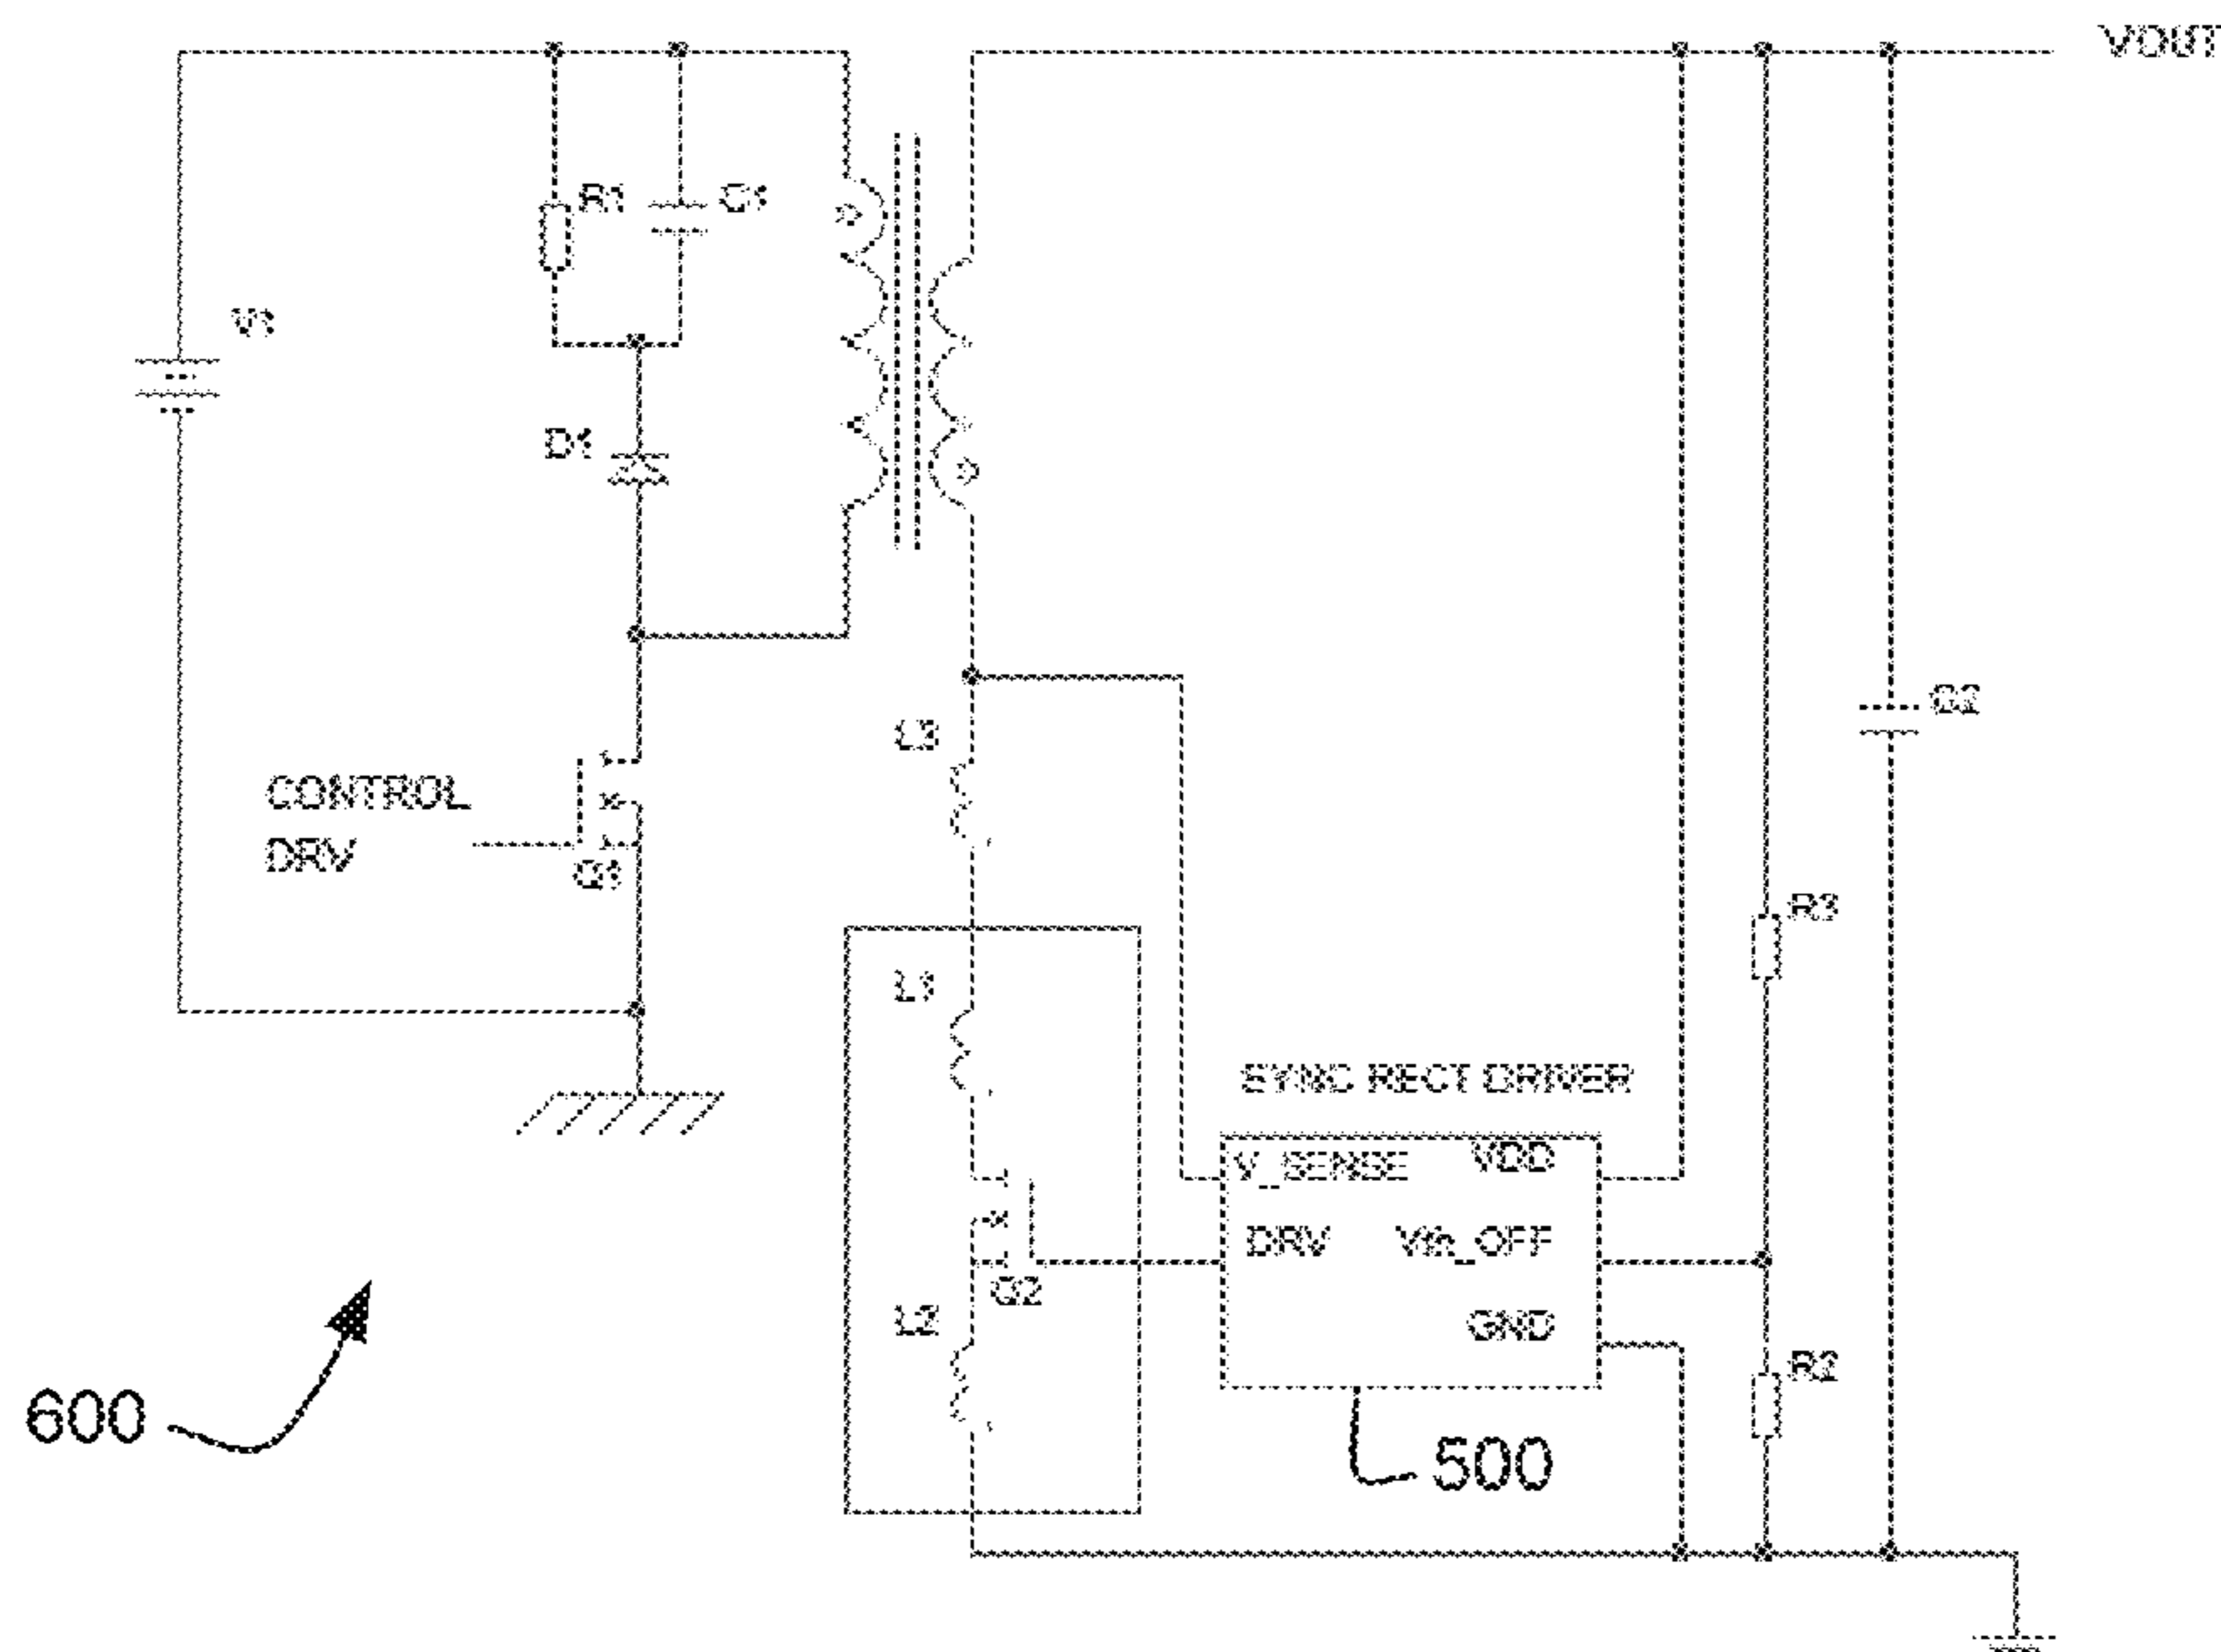 VOUT
R1
C1
V1
D1
L3
C2
CONTROL
DRV
Q1
R3
L1
SYNC RECT DRIVER
V_SENSE
VDD
DRV
Vth_OFF
Q2
L2
GND
R2
600
500